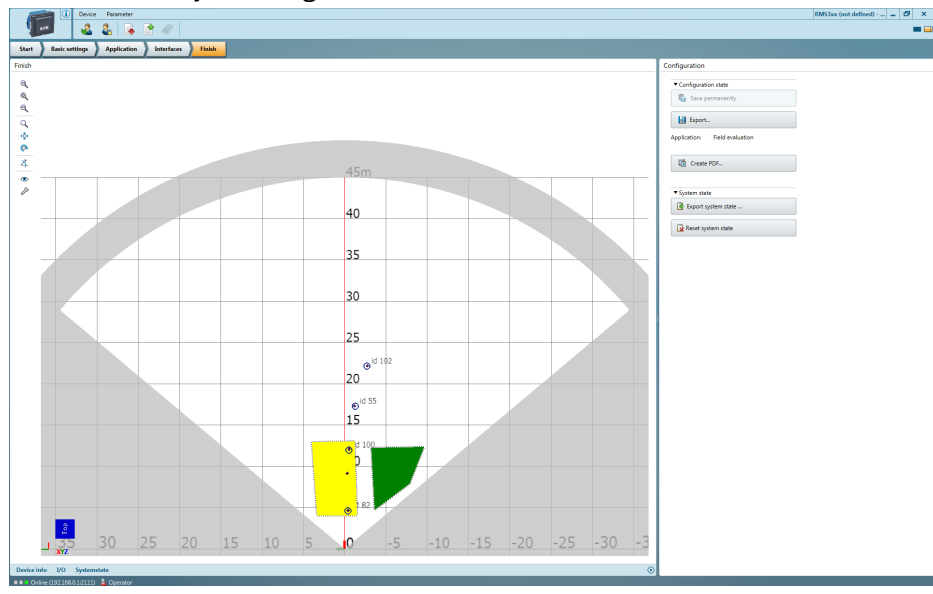 Device Parameter
RMS3xx (not defined) - ...
Start Basic settings Application Interfaces Finish
Finish
Configuration
Configuration state
Save permanently
Export...
Application: Field evaluation
Create PDF...
System state
Export system state ...
Reset system state
45m
40
35
30
25
id 102
20
id 55
15
100
0
82
Top
XYZ
35 30 25 20 15 10 5 0 -5 -10 -15 -20 -25 -30 -3
Device info I/O Systemstate
Online (192.168.0.1:2111) Operator